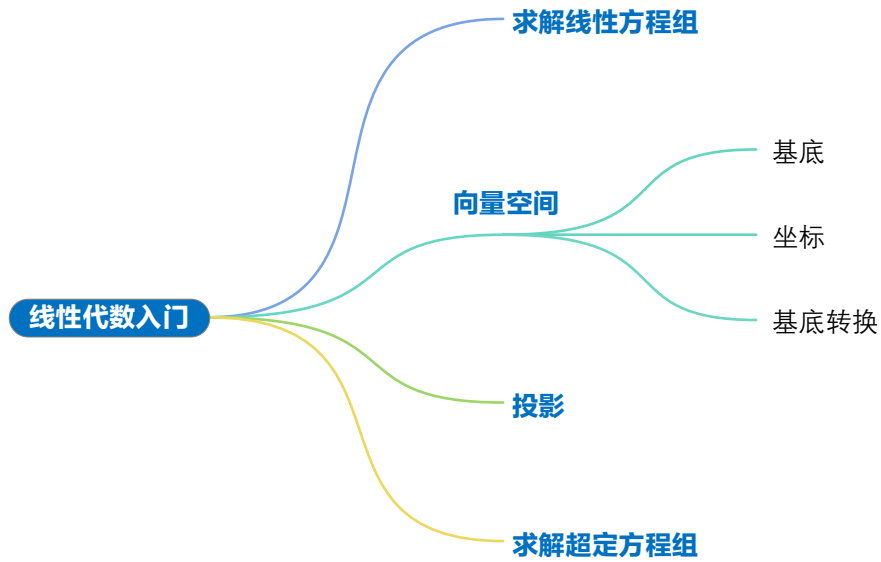 线性代数入门
求解线性方程组
向量空间
基底
坐标
基底转换
投影
求解超定方程组